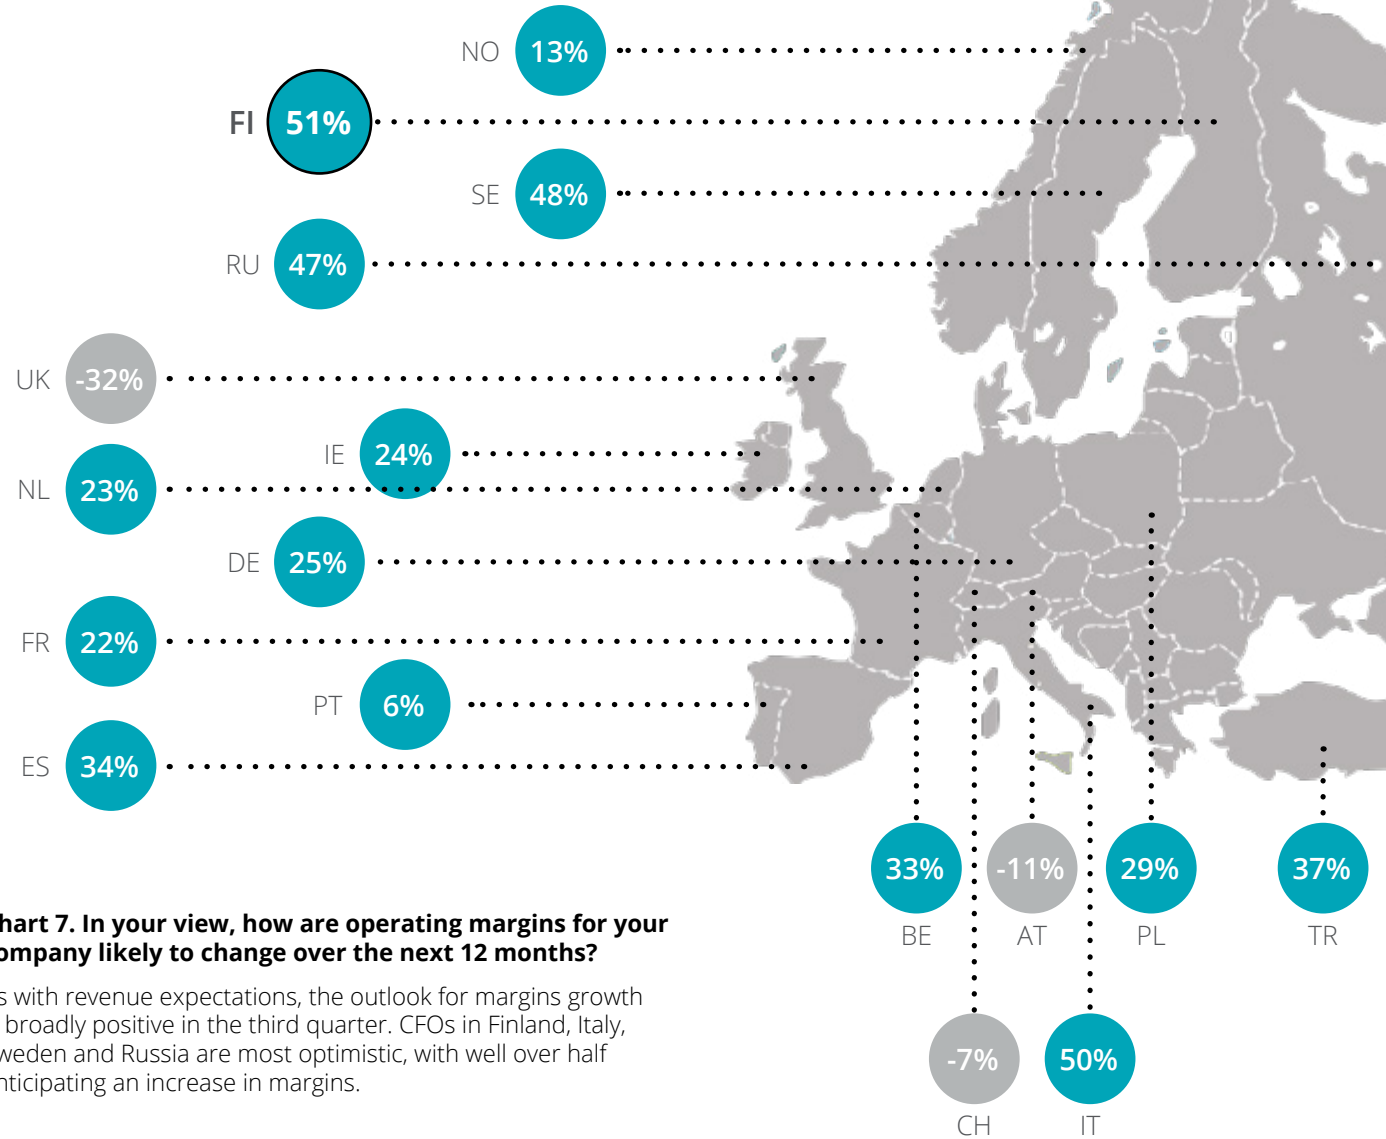 NO 13%
FI 51%
SE 48%
RU 47%
UK -32%
IE 24%
NL 23%
DE 25%
FR 22%
PT 6%
ES 34%
33% -11% 29% 37%
BE AT PL TR
-7% 50%
CH IT
hart 7. In your view, how are operating margins for your
ompany likely to change over the next 12 months?
s with revenue expectations, the outlook for margins growth
broadly positive in the third quarter. CFOs in Finland, Italy,
weden and Russia are most optimistic, with well over half
nticipating an increase in margins.